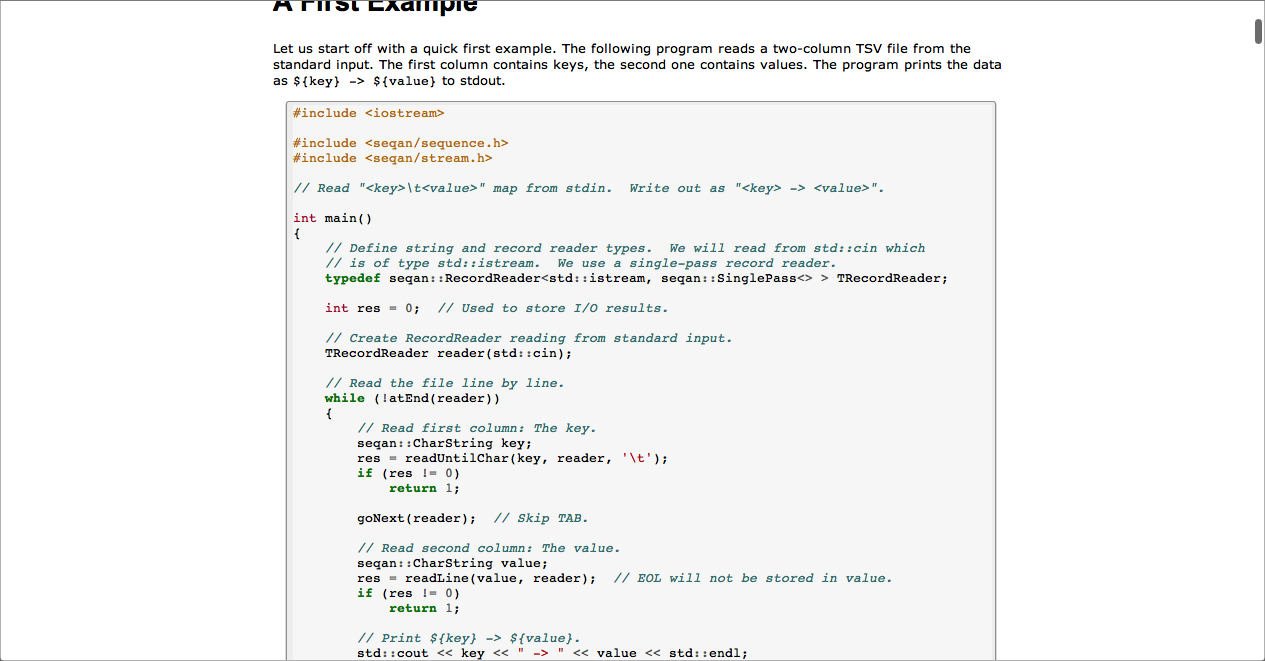 A First Example
Let us start off with a quick first example. The following program reads a two-column TSV file from the
standard input. The first column contains keys, the second one contains values. The program prints the data
as ${key} -> ${value} to stdout.
#include <iostream>
#include <seqan/sequence.h>
#include <seqan/stream.h>
// Read "<key>\t<value>" map from stdin.  Write out as "<key> -> <value>".
int main()
{
    // Define string and record reader types.  We will read from std::cin which
    // is of type std::istream.  We use a single-pass record reader.
    typedef seqan::RecordReader<std::istream, seqan::SinglePass<> > TRecordReader;
    int res = 0;  // Used to store I/O results.
    // Create RecordReader reading from standard input.
    TRecordReader reader(std::cin);
    // Read the file line by line.
    while (!atEnd(reader))
    {
        // Read first column: The key.
        seqan::CharString key;
        res = readUntilChar(key, reader, '\t');
        if (res != 0)
            return 1;
        goNext(reader);  // Skip TAB.
        // Read second column: The value.
        seqan::CharString value;
        res = readLine(value, reader);  // EOL will not be stored in value.
        if (res != 0)
            return 1;
        // Print ${key} -> ${value}.
        std::cout << key << " -> " << value << std::endl;